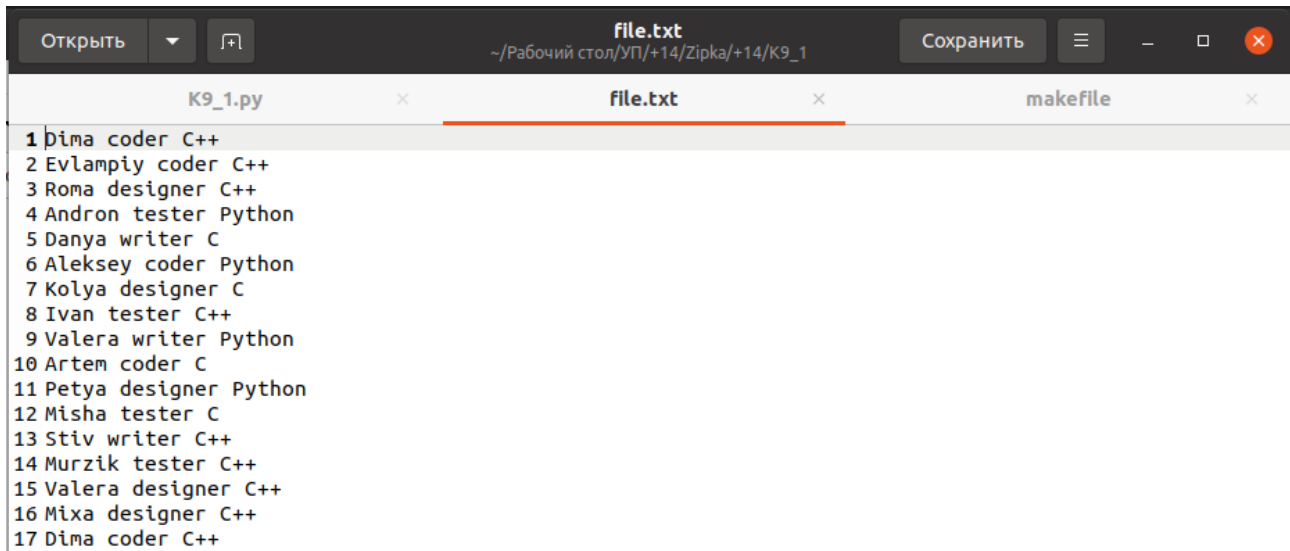 Открыть
file.txt
~/Рабочий стол/УП/+14/Zipka/+14/K9_1
Сохранить
K9_1.py
file.txt
makefile
1 Dima coder C++
2 Evlampiy coder C++
3 Roma designer C++
4 Andron tester Python
5 Danya writer C
6 Aleksey coder Python
7 Kolya designer C
8 Ivan tester C++
9 Valera writer Python
10 Artem coder C
11 Petya designer Python
12 Misha tester C
13 Stiv writer C++
14 Murzik tester C++
15 Valera designer C++
16 Mixa designer C++
17 Dima coder C++